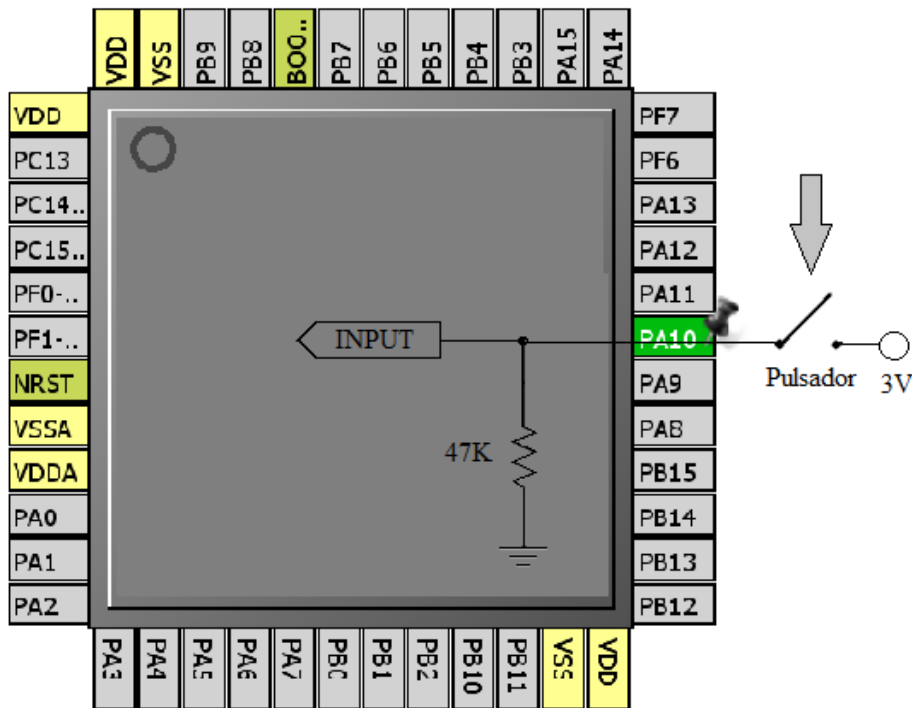 VDD
VSS
PB9
PB8
BOO..
PB7
PB6
PB5
PB4
PB3
PA15
PA14
VDD
PC13
PC14..
PC15..
PF0-..
PF1-..
NRST
VSSA
VDDA
PA0
PA1
PA2
INPUT
47K
PF7
PF6
PA13
PA12
PA11
PA10
PA9
PA8
PB15
PB14
PB13
PB12
Pulsador
3V
PA3
PA4
PA5
PA6
PA7
PB0
PB1
PB2
PB10
PB11
VSS
VDD